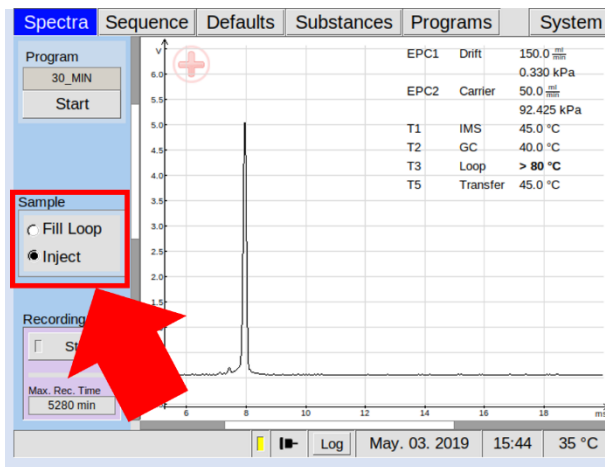 Spectra Sequence Defaults Substances Programs System
Program
30_MIN
Start
Sample
Fill Loop
Inject
Recording
Max. Rec. Time
5280 min
V
6.0
5.5
5.0
4.5
4.0
3.5
3.0
2.5
2.0
1.5
6 8 10 12 14 16 18 ms
EPC1 Drift 150.0 ml/min
0.330 kPa
EPC2 Carrier 50.0 ml/min
92.425 kPa
T1 IMS 45.0 °C
T2 GC 40.0 °C
T3 Loop > 80 °C
T5 Transfer 45.0 °C
Log May. 03. 2019 15:44 35 °C